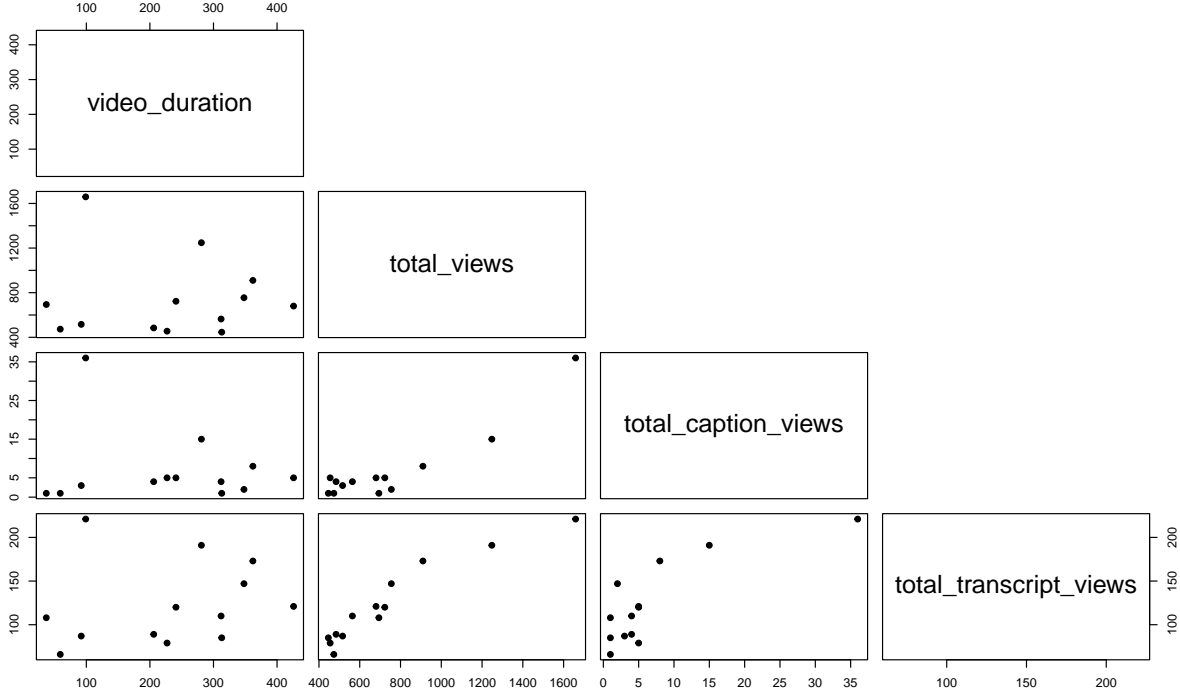 100 200 300 400
100 200 300 400
video_duration
400 800 1200 1600
total_views
0 5 15 25 35
total_caption_views
100 150 200
total_transcript_views
100 150 200
100 200 300 400
400 600 800 1000 1200 1400 1600
0 5 10 15 20 25 30 35
100 150 200